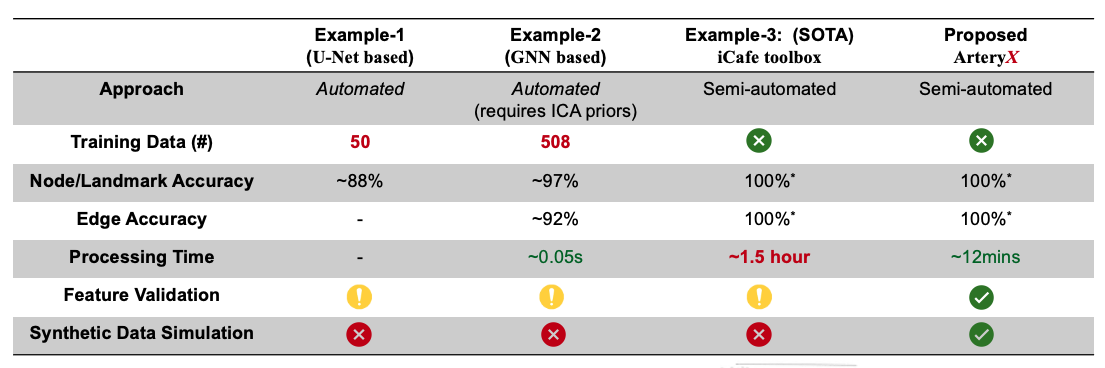 Example-1 Example-2 Example-3: (SOTA) Proposed
(U-Net based) (GNN based) iCafe toolbox ArteryX
Approach Automated Automated Semi-automated Semi-automated
(requires ICA priors)
Training Data (#) 50 508
Node/Landmark Accuracy ~88% ~97% 100%* 100%*
Edge Accuracy - ~92% 100%* 100%*
Processing Time - ~0.05s ~1.5 hour ~12mins
Feature Validation
Synthetic Data Simulation